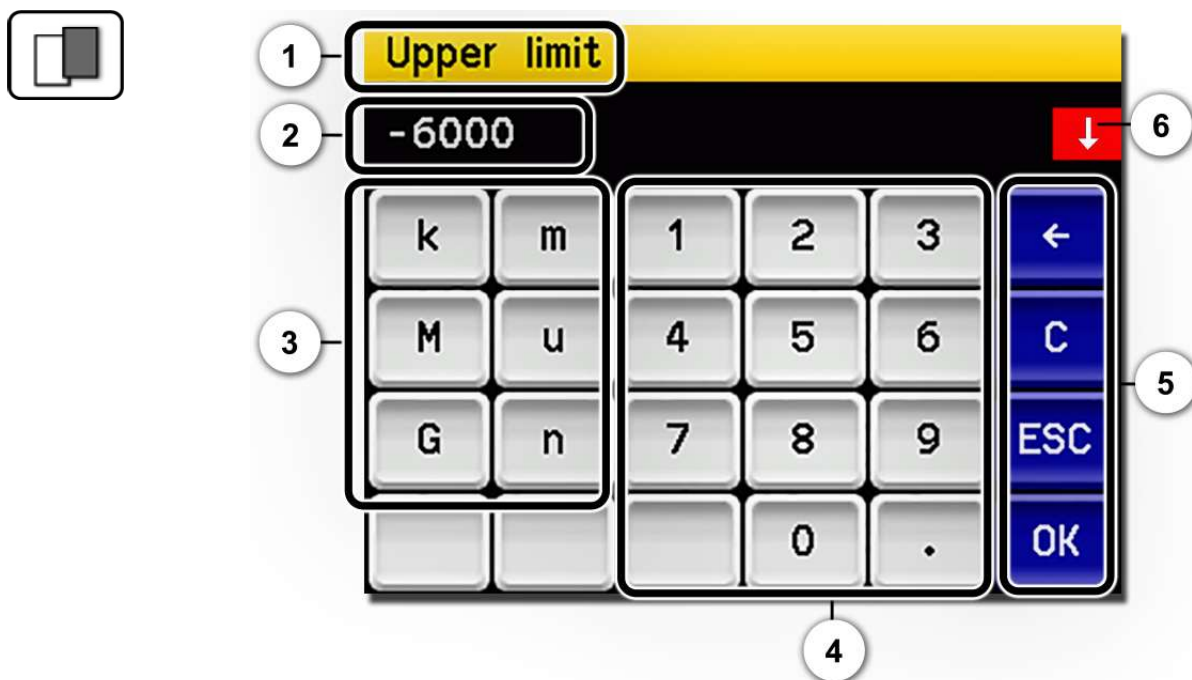 1 Upper limit
2 -6000 ↓ 6
k m 1 2 3 ←
3 M u 4 5 6 C
5
G n 7 8 9 ESC
0 . OK
4